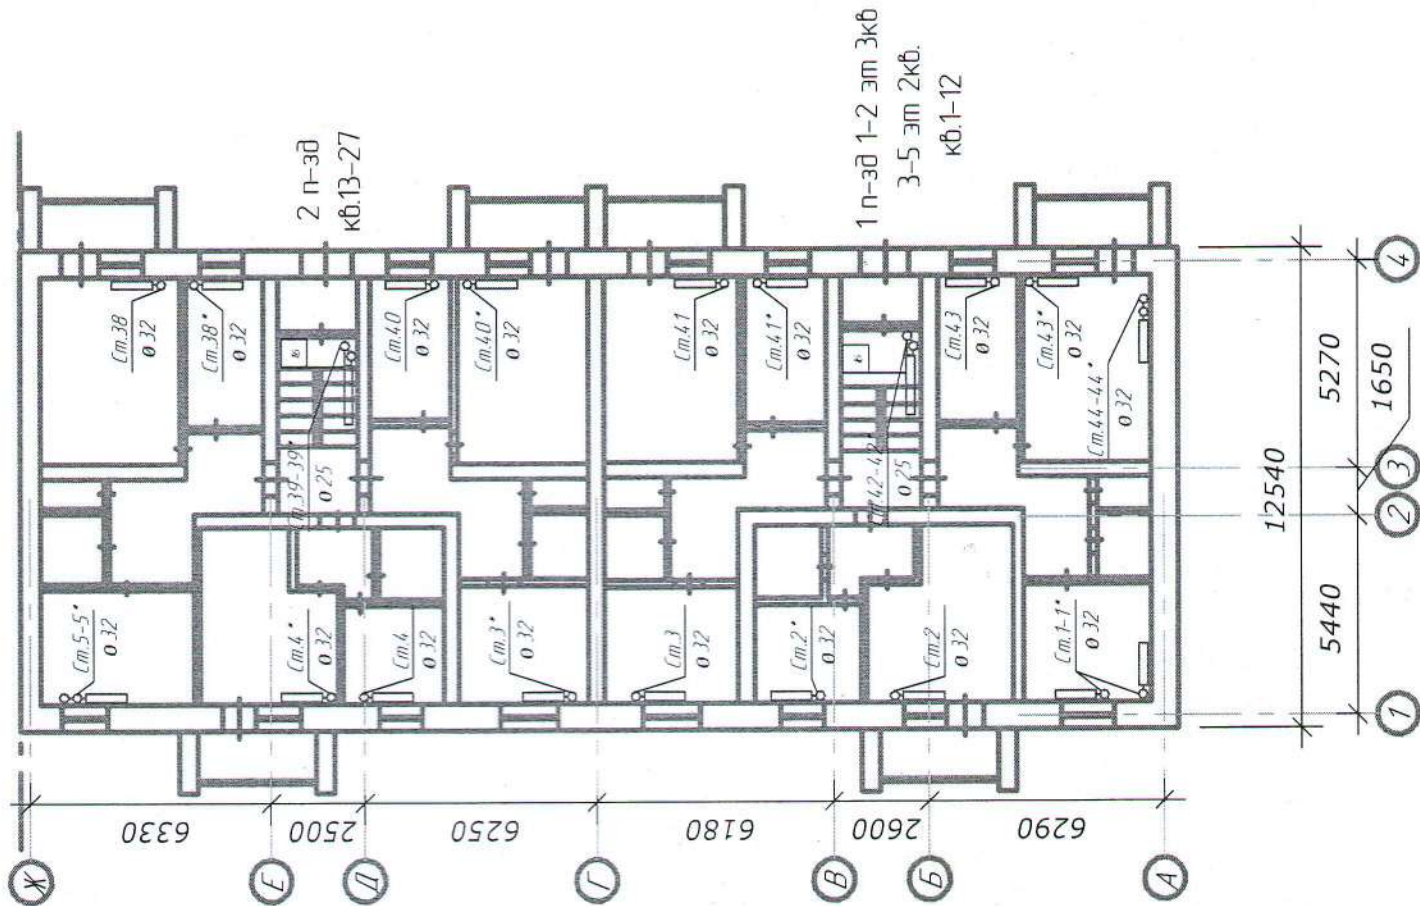 2 п-зд
кв.13-27
1 п-зд 1-2 эт 3кв
3-5 эт 2кв.
кв.1-12
Ст.38
ø 32
Ст.38*
ø 32
Ст.39-39*
ø 25
Ст.40
ø 32
Ст.40*
ø 32
Ст.41
ø 32
Ст.41*
ø 32
Ст.42-42*
ø 25
Ст.43
ø 32
Ст.43*
ø 32
Ст.44-44*
ø 32
Ст.5-5*
ø 32
Ст.4*
ø 32
Ст.4
ø 32
Ст.3*
ø 32
Ст.3
ø 32
Ст.2*
ø 32
Ст.2
ø 32
Ст.1-1*
ø 32
6330
2500
6250
6180
2600
6290
Ж
Е
Д
Г
В
Б
А
5440
1650
5270
12540
1
2
3
4